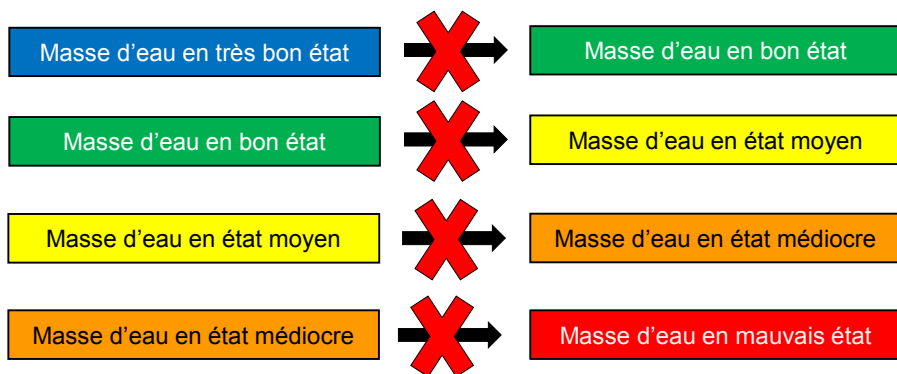 Masse d’eau en très bon état
Masse d’eau en bon état
Masse d’eau en bon état
Masse d’eau en état moyen
Masse d’eau en état moyen
Masse d’eau en état médiocre
Masse d’eau en état médiocre
Masse d’eau en mauvais état